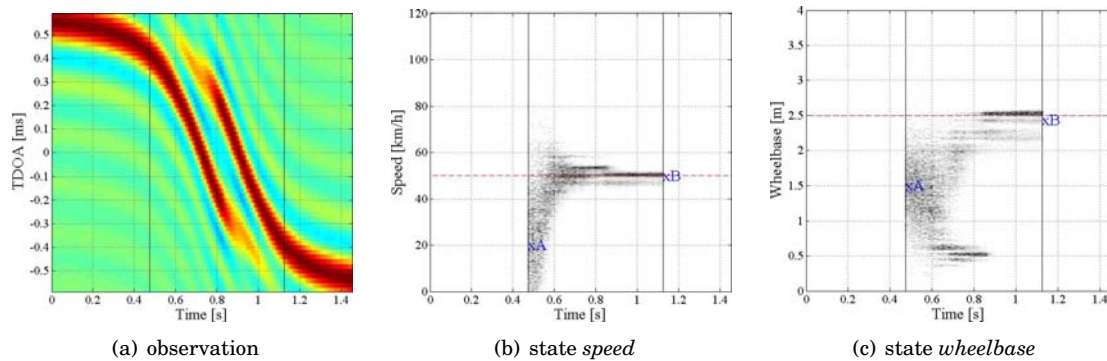 TDOA [ms]
0.5
0.4
0.3
0.2
0.1
0
-0.1
-0.2
-0.3
-0.4
-0.5
0 0.2 0.4 0.6 0.8 1 1.2 1.4
Time [s]
(a) observation
Speed [km/h]
120
100
80
60
40
20
0
xA
xB
0 0.2 0.4 0.6 0.8 1 1.2 1.4
Time [s]
(b) state speed
Wheelbase [m]
4
3.5
3
2.5
2
1.5
1
0.5
0
xA
xB
0 0.2 0.4 0.6 0.8 1 1.2 1.4
Time [s]
(c) state wheelbase